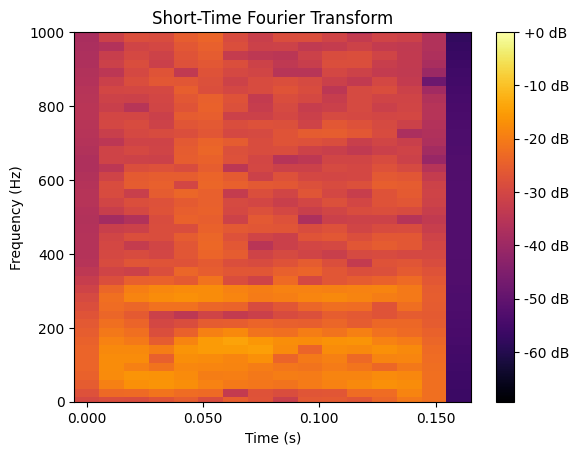 Short-Time Fourier Transform
1000
800
600
400
200
0
Frequency (Hz)
0.000
0.050
0.100
0.150
Time (s)
+0 dB
-10 dB
-20 dB
-30 dB
-40 dB
-50 dB
-60 dB